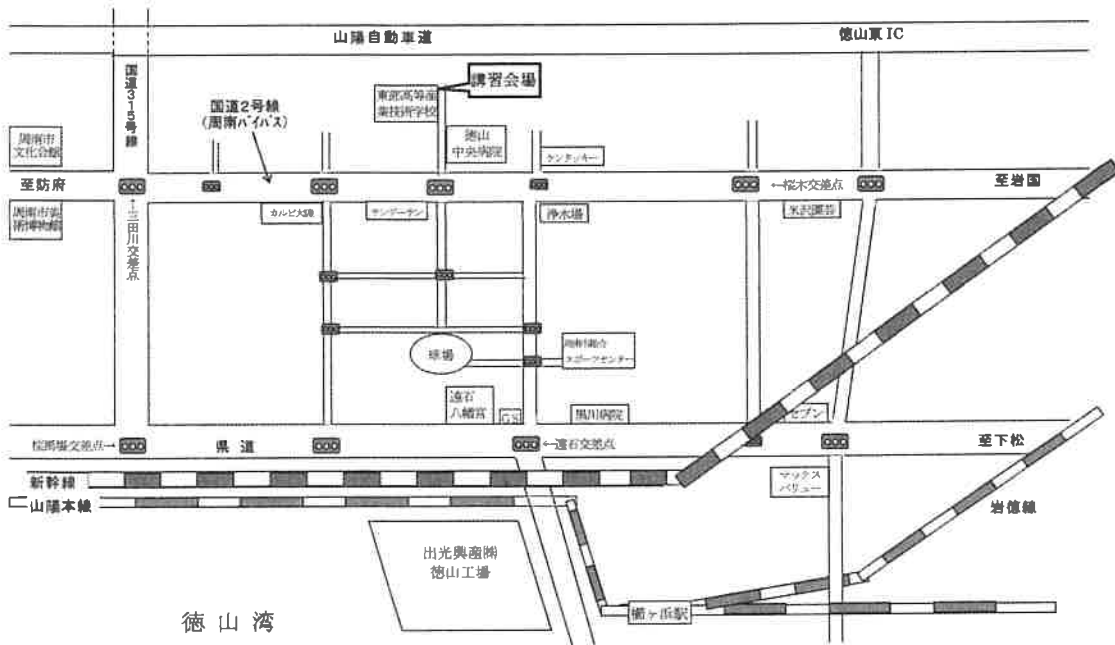 山陽自動車道
徳山東IC
国道315号線
講習会場
東部高等産
業技術学校
国道2号線
(周南バイパス)
徳山
中央病院
周南市
文化会館
ケンタッキー
至防府
←桜木交差点
至岩国
周南市美
術博物館
カルビ大陸
サンデーサン
浄水場
米沢園芸
←三田川交差点
球場
周南市総合
スポーツセンター
遠石
八幡宮
GS
黒川病院
セブン
桜馬場交差点→
県道
←遠石交差点
至下松
新幹線
マックス
バリュー
山陽本線
岩徳線
出光興産㈱
徳山工場
櫛ヶ浜駅
徳山湾